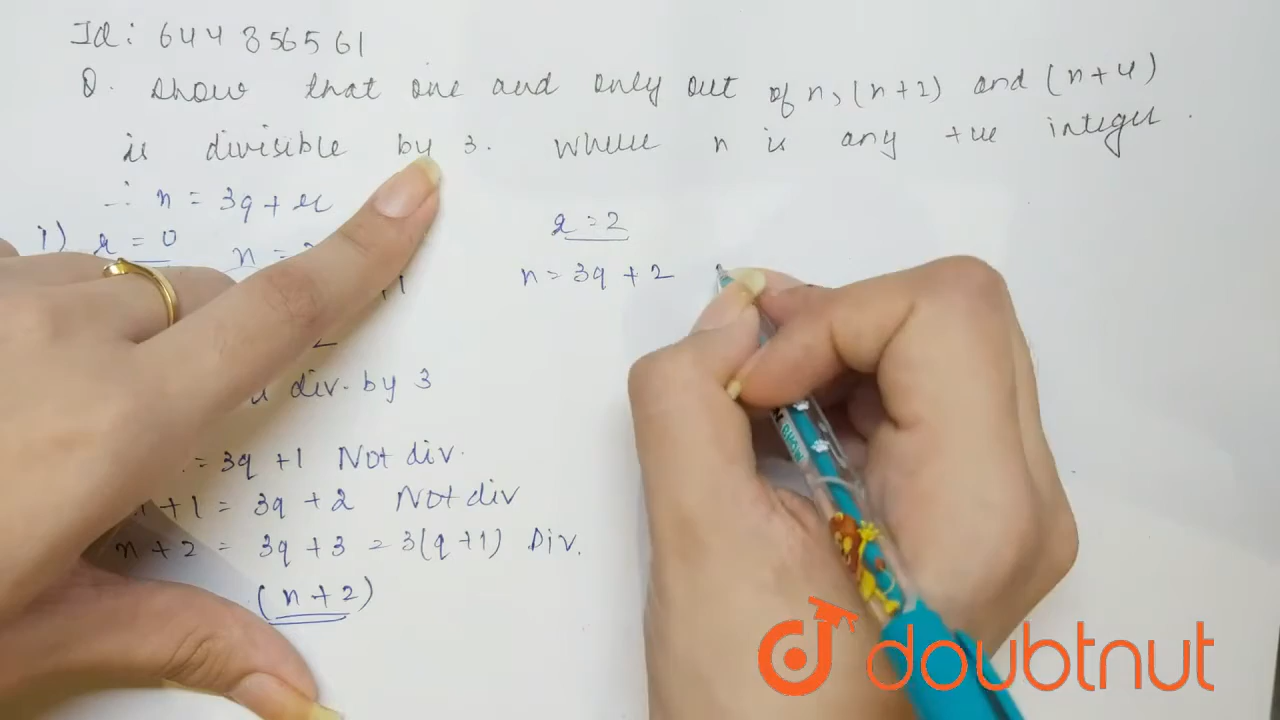 Id: 644856561
Q. Show that one and only out of n, (n+2) and (n+4)
is divisible by 3. where n is any +ve integer.
∴ n = 3q + r
1) r = 0
n =
+1
div. by 3
= 3q + 1 Not div.
+ 1 = 3q + 2 Not div
n + 2 = 3q + 3 = 3(q + 1) Div.
(n + 2)
r = 2
n = 3q + 2
doubtnut